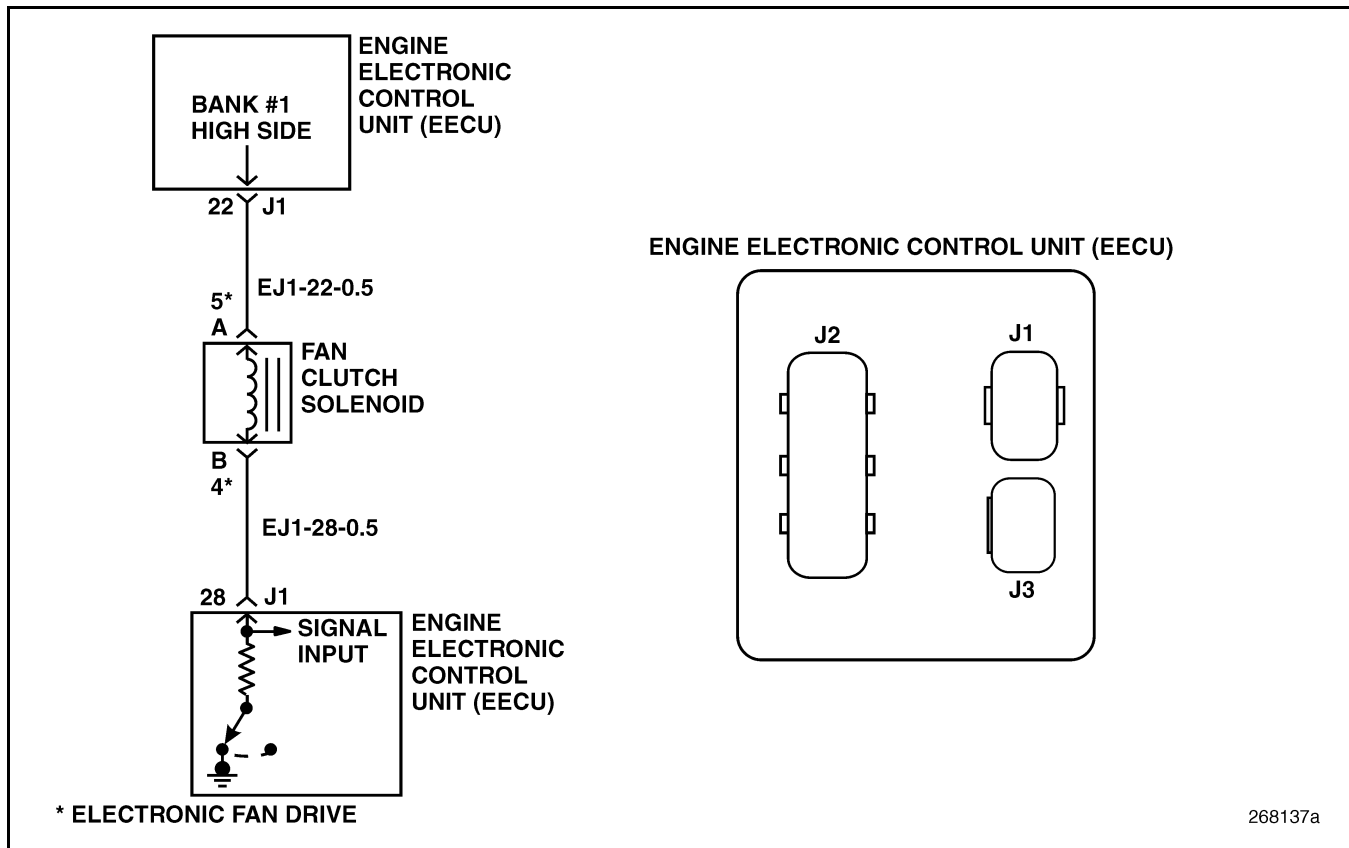 ENGINE
ELECTRONIC
CONTROL
UNIT (EECU)
BANK #1
HIGH SIDE
22 J1
EJ1-22-0.5
5*
A
FAN
CLUTCH
SOLENOID
B
4*
EJ1-28-0.5
28 J1
SIGNAL
INPUT
ENGINE
ELECTRONIC
CONTROL
UNIT (EECU)
* ELECTRONIC FAN DRIVE
ENGINE ELECTRONIC CONTROL UNIT (EECU)
J2
J1
J3
268137a